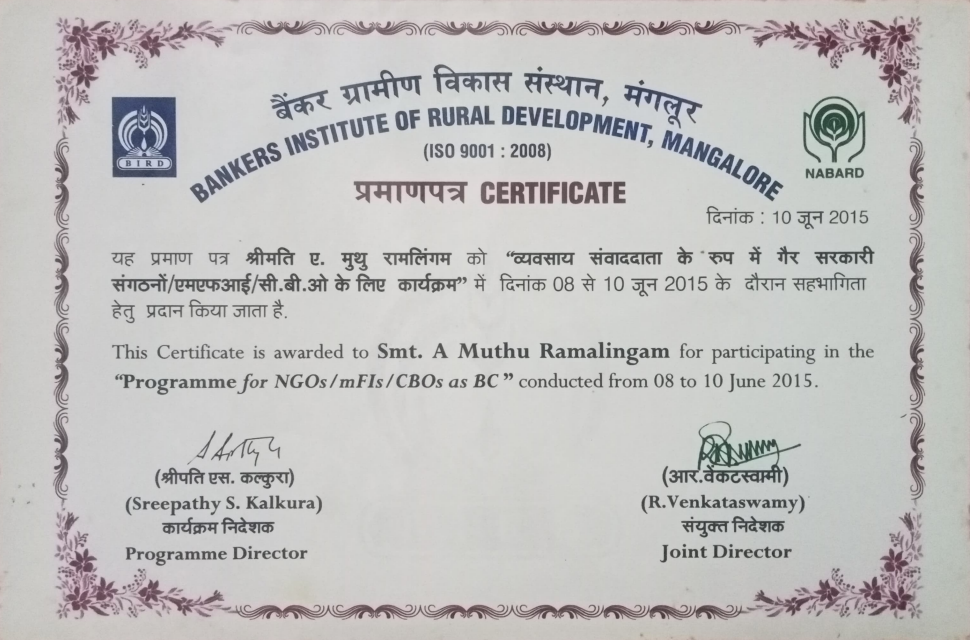 बैंकर ग्रामीण विकास संस्थान, मंगलूर
BANKERS INSTITUTE OF RURAL DEVELOPMENT, MANGALORE
(ISO 9001 : 2008)
BIRD
NABARD
प्रमाणपत्र CERTIFICATE
दिनांक : 10 जून 2015
यह प्रमाण पत्र श्रीमति ए. मुथु रामलिंगम को “व्यवसाय संवाददाता के रुप में गैर सरकारी
संगठनों/एमएफआई/सी.बी.ओ के लिए कार्यक्रम” में दिनांक 08 से 10 जून 2015 के दौरान सहभागिता
हेतु प्रदान किया जाता है.
This Certificate is awarded to Smt. A Muthu Ramalingam for participating in the
“Programme for NGOs/mFIs/CBOs as BC” conducted from 08 to 10 June 2015.
(श्रीपति एस. कल्कुरा)
(Sreepathy S. Kalkura)
कार्यक्रम निदेशक
Programme Director
(आर.वेंकटस्वामी)
(R.Venkataswamy)
संयुक्त निदेशक
Joint Director